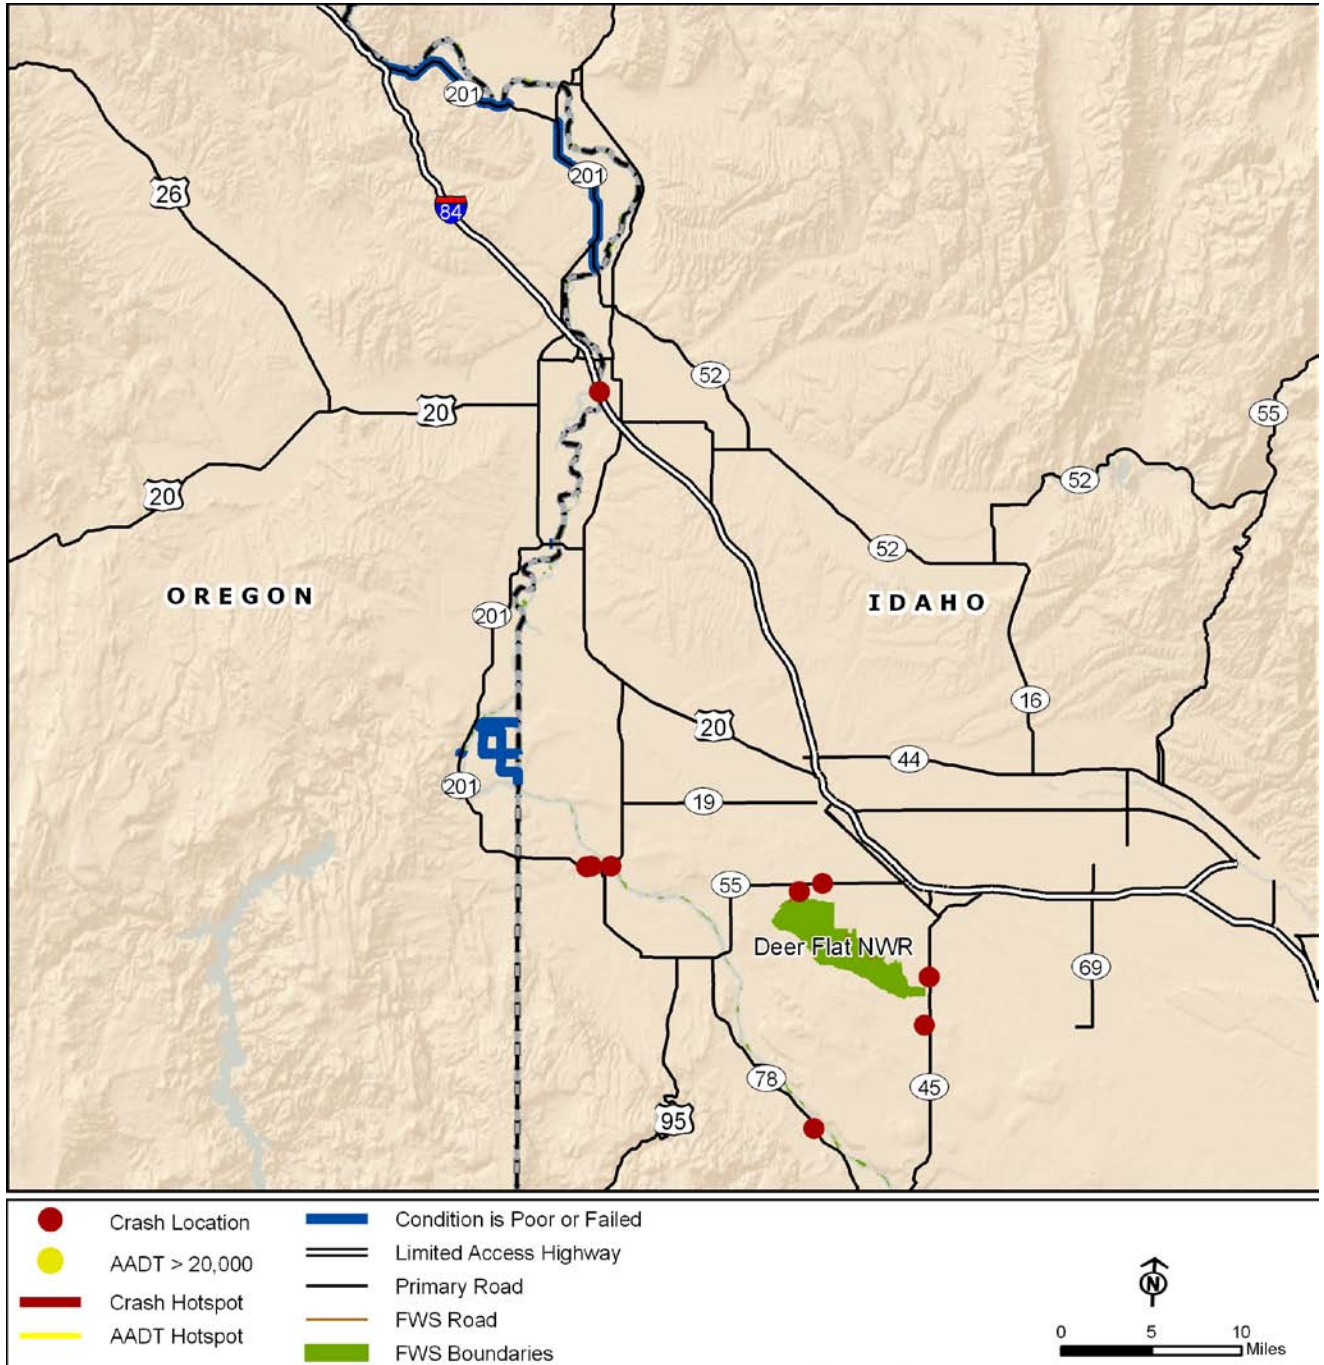 201
201
26
84
52
55
20
20
52
52
OREGON
IDAHO
201
16
20
44
201
19
55
Deer Flat NWR
69
78
45
95
Crash Location
AADT > 20,000
Crash Hotspot
AADT Hotspot
Condition is Poor or Failed
Limited Access Highway
Primary Road
FWS Road
FWS Boundaries
N
0 5 10
Miles